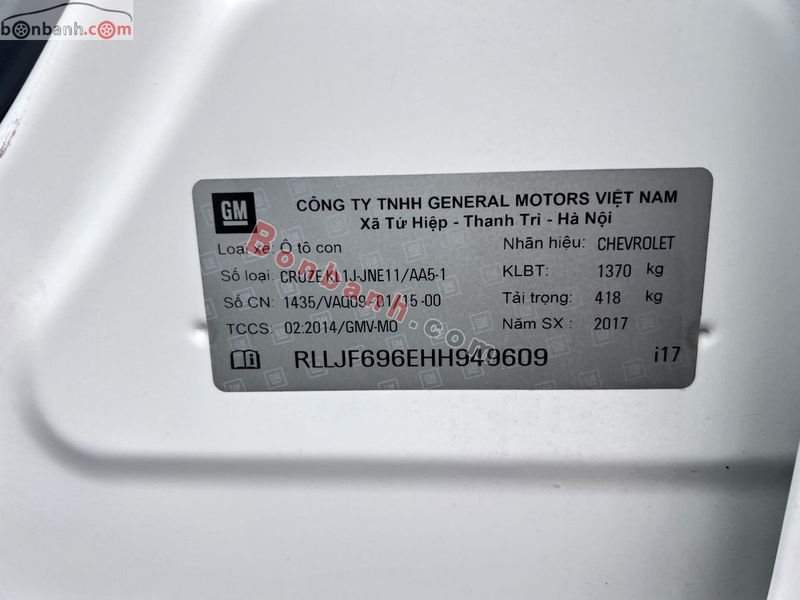 bonbanh.com
GM
CÔNG TY TNHH GENERAL MOTORS VIỆT NAM
Xã Tứ Hiệp - Thanh Trì - Hà Nội
Loại xe: Ô tô con Nhãn hiệu: CHEVROLET
Số loại: CRUZE KL1J-JNE11/AA5-1 KLBT: 1370 kg
Số CN: 1435/VAQ09-01/15-00 Tải trọng: 418 kg
TCCS: 02:2014/GMV-MO Năm SX: 2017
RLLJF696EHH949609 i17
Bonbanh.com